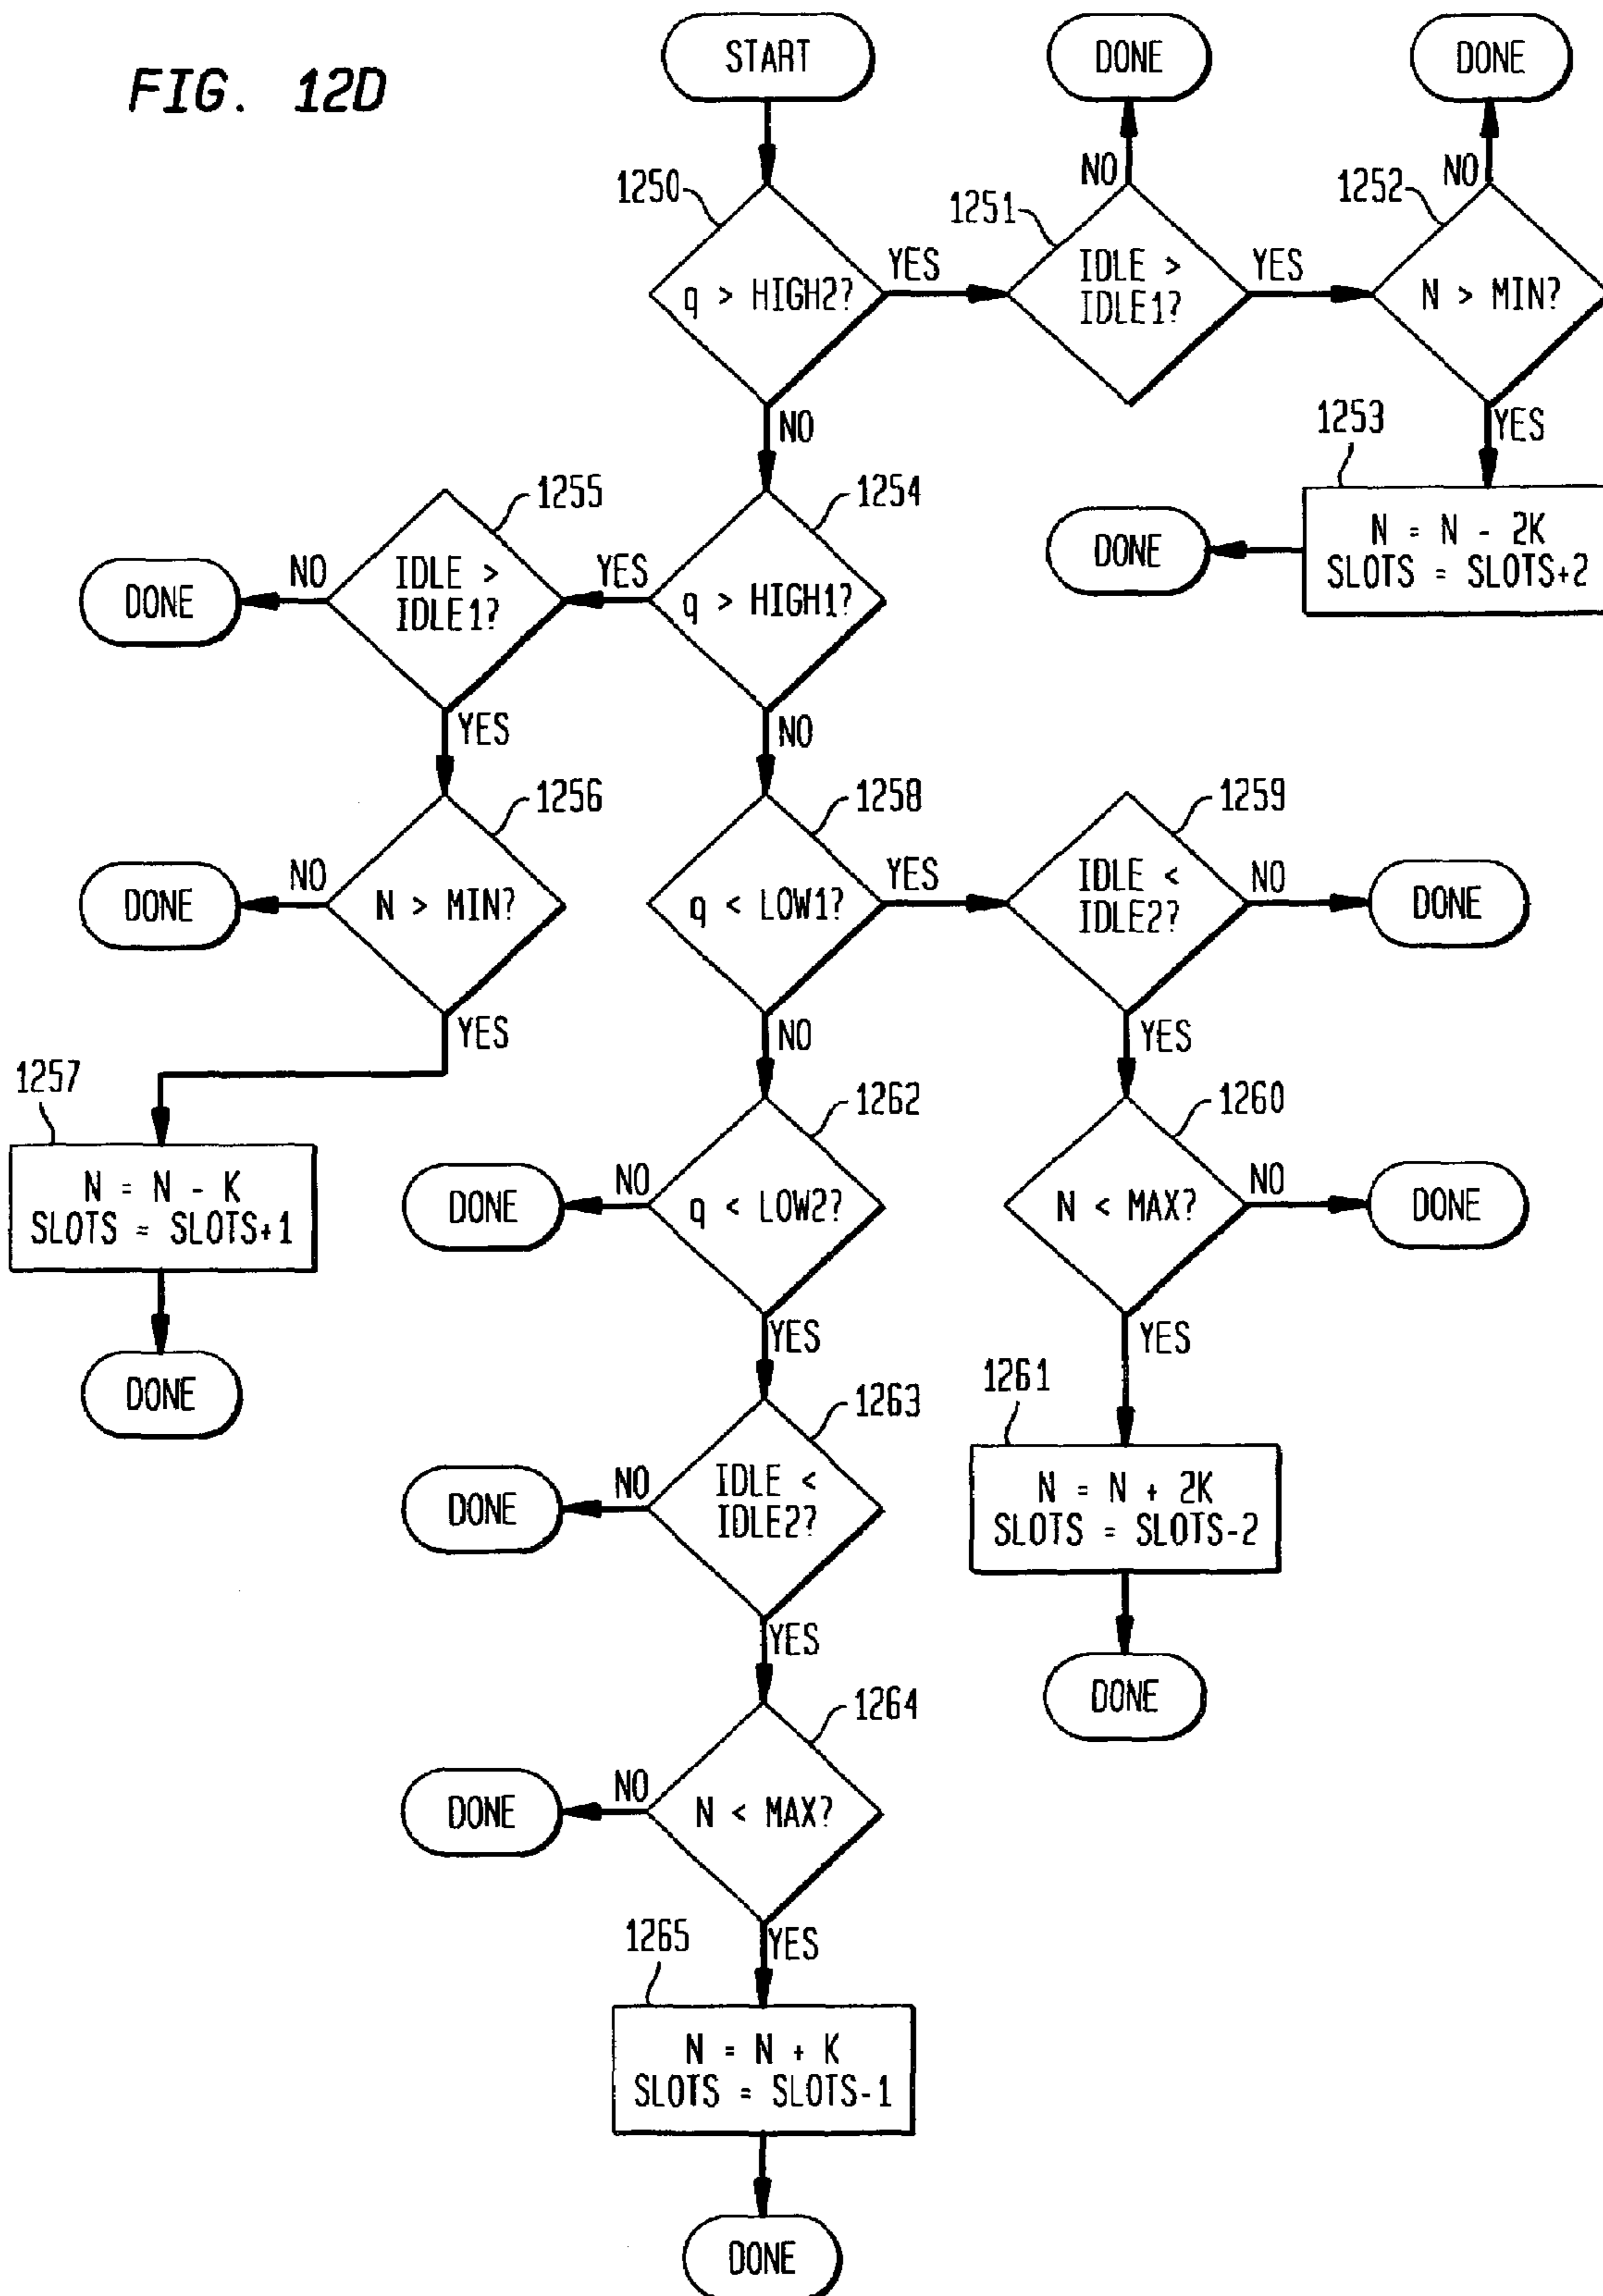 FIG. 12D
START
DONE
DONE
1250
q > HIGH2?
YES
NO
1251
IDLE >
IDLE1?
NO
YES
1252
N > MIN?
NO
YES
1253
N = N - 2K
SLOTS = SLOTS+2
DONE
1254
q > HIGH1?
YES
NO
1255
IDLE >
IDLE1?
NO
DONE
YES
1256
N > MIN?
NO
DONE
YES
1257
N = N - K
SLOTS = SLOTS+1
DONE
1258
q < LOW1?
YES
NO
1259
IDLE <
IDLE2?
NO
DONE
YES
1260
N < MAX?
NO
DONE
YES
1261
N = N + 2K
SLOTS = SLOTS-2
DONE
1262
q < LOW2?
NO
DONE
YES
1263
IDLE <
IDLE2?
NO
DONE
YES
1264
N < MAX?
NO
DONE
YES
1265
N = N + K
SLOTS = SLOTS-1
DONE